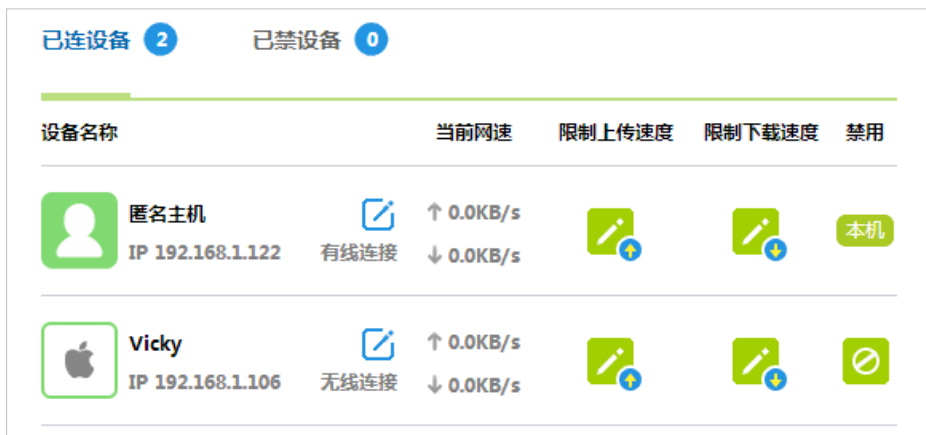 已连设备 2 已禁设备 0
设备名称 当前网速 限制上传速度 限制下载速度 禁用
匿名主机 ↑ 0.0KB/s 本机
IP 192.168.1.122 有线连接 ↓ 0.0KB/s
Vicky ↑ 0.0KB/s
IP 192.168.1.106 无线连接 ↓ 0.0KB/s